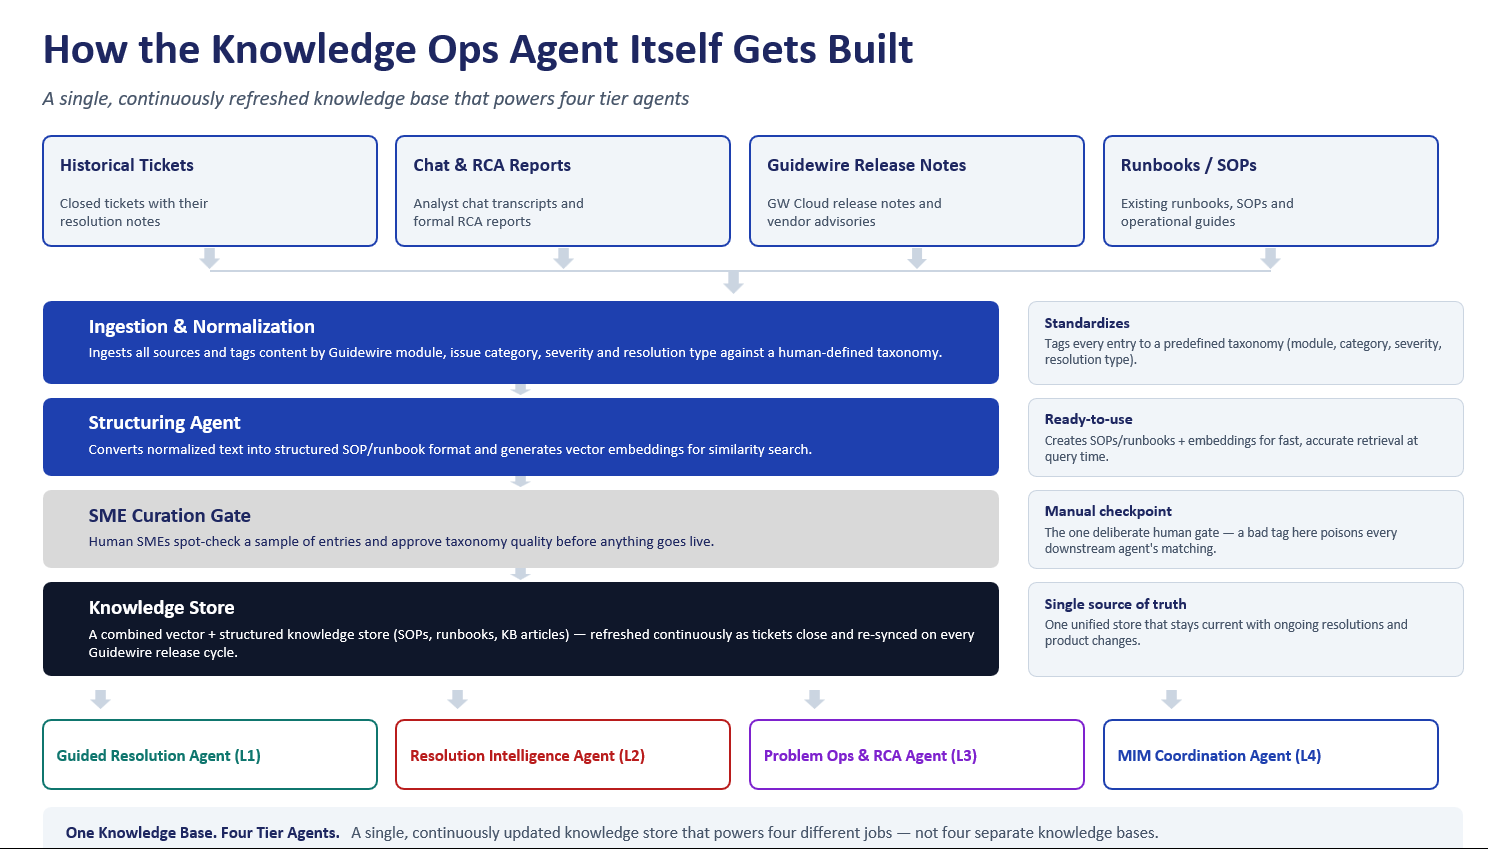 How the Knowledge Ops Agent Itself Gets Built
A single, continuously refreshed knowledge base that powers four tier agents
Historical Tickets
Closed tickets with their
resolution notes
Chat & RCA Reports
Analyst chat transcripts and
formal RCA reports
Guidewire Release Notes
GW Cloud release notes and
vendor advisories
Runbooks / SOPs
Existing runbooks, SOPs and
operational guides
Ingestion & Normalization
Ingests all sources and tags content by Guidewire module, issue category, severity and resolution type against a human-defined taxonomy.
Standardizes
Tags every entry to a predefined taxonomy (module, category, severity,
resolution type).
Structuring Agent
Converts normalized text into structured SOP/runbook format and generates vector embeddings for similarity search.
Ready-to-use
Creates SOPs/runbooks + embeddings for fast, accurate retrieval at
query time.
SME Curation Gate
Human SMEs spot-check a sample of entries and approve taxonomy quality before anything goes live.
Manual checkpoint
The one deliberate human gate — a bad tag here poisons every
downstream agent's matching.
Knowledge Store
A combined vector + structured knowledge store (SOPs, runbooks, KB articles) — refreshed continuously as tickets close and re-synced on every
Guidewire release cycle.
Single source of truth
One unified store that stays current with ongoing resolutions and
product changes.
Guided Resolution Agent (L1)
Resolution Intelligence Agent (L2)
Problem Ops & RCA Agent (L3)
MIM Coordination Agent (L4)
One Knowledge Base. Four Tier Agents. A single, continuously updated knowledge store that powers four different jobs — not four separate knowledge bases.